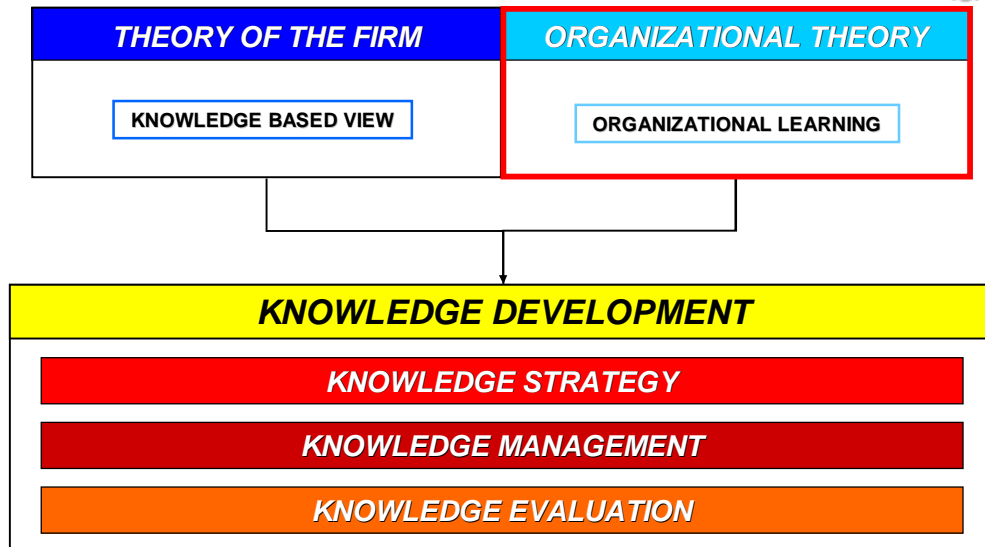 THEORY OF THE FIRM
ORGANIZATIONAL THEORY
KNOWLEDGE BASED VIEW
ORGANIZATIONAL LEARNING
KNOWLEDGE DEVELOPMENT
KNOWLEDGE STRATEGY
KNOWLEDGE MANAGEMENT
KNOWLEDGE EVALUATION